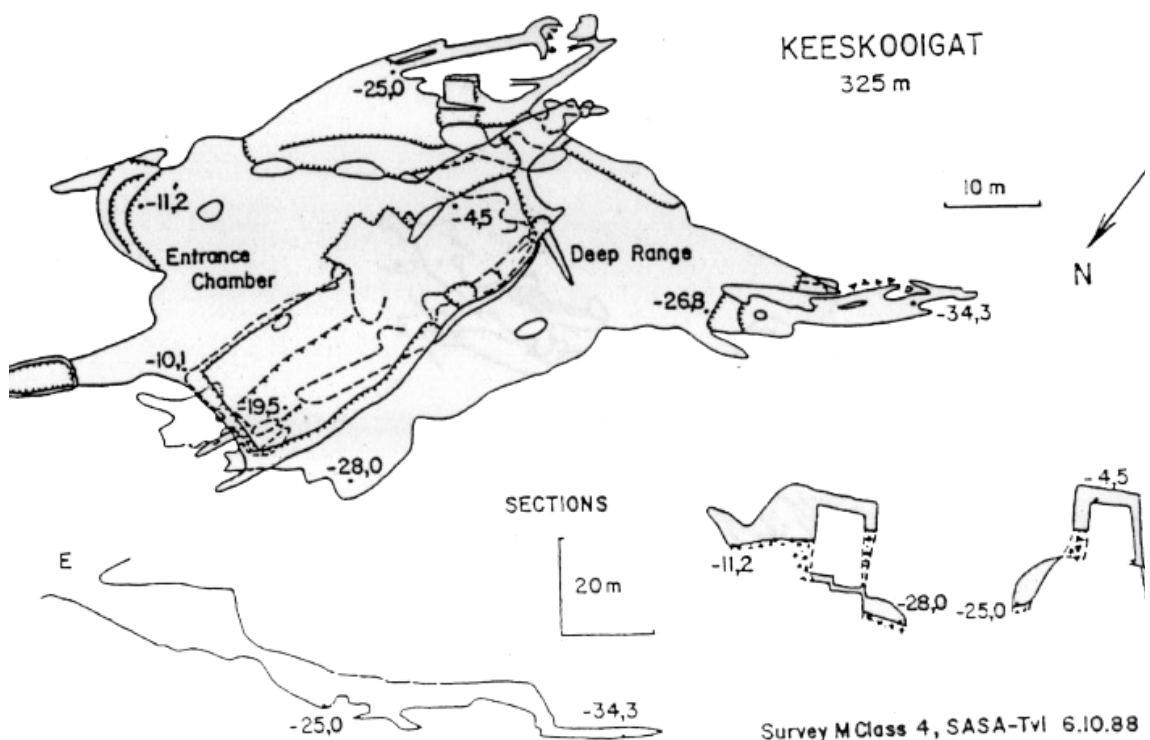 KEESKOOIGAT
325 m
-25,0
-11,2
Entrance
Chamber
-4,5
Deep Range
10 m
N
-26,8
-34,3
-10,1
-19,5
-28,0
SECTIONS
E
20 m
-25,0
-34,3
-11,2
-28,0
-4,5
-25,0
Survey M Class 4, SASA-Tvl 6.10.88